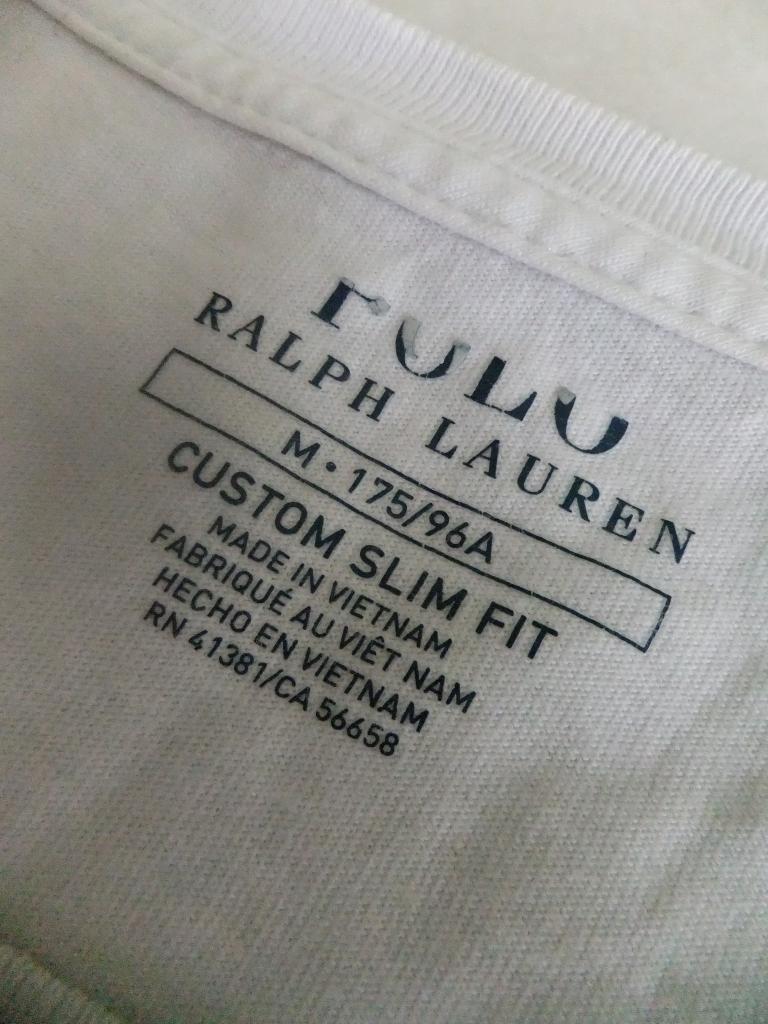 POLO
RALPH LAUREN
M • 175/96A
CUSTOM SLIM FIT
MADE IN VIETNAM
FABRIQUÉ AU VIÊT NAM
HECHO EN VIETNAM
RN 41381/CA 56658